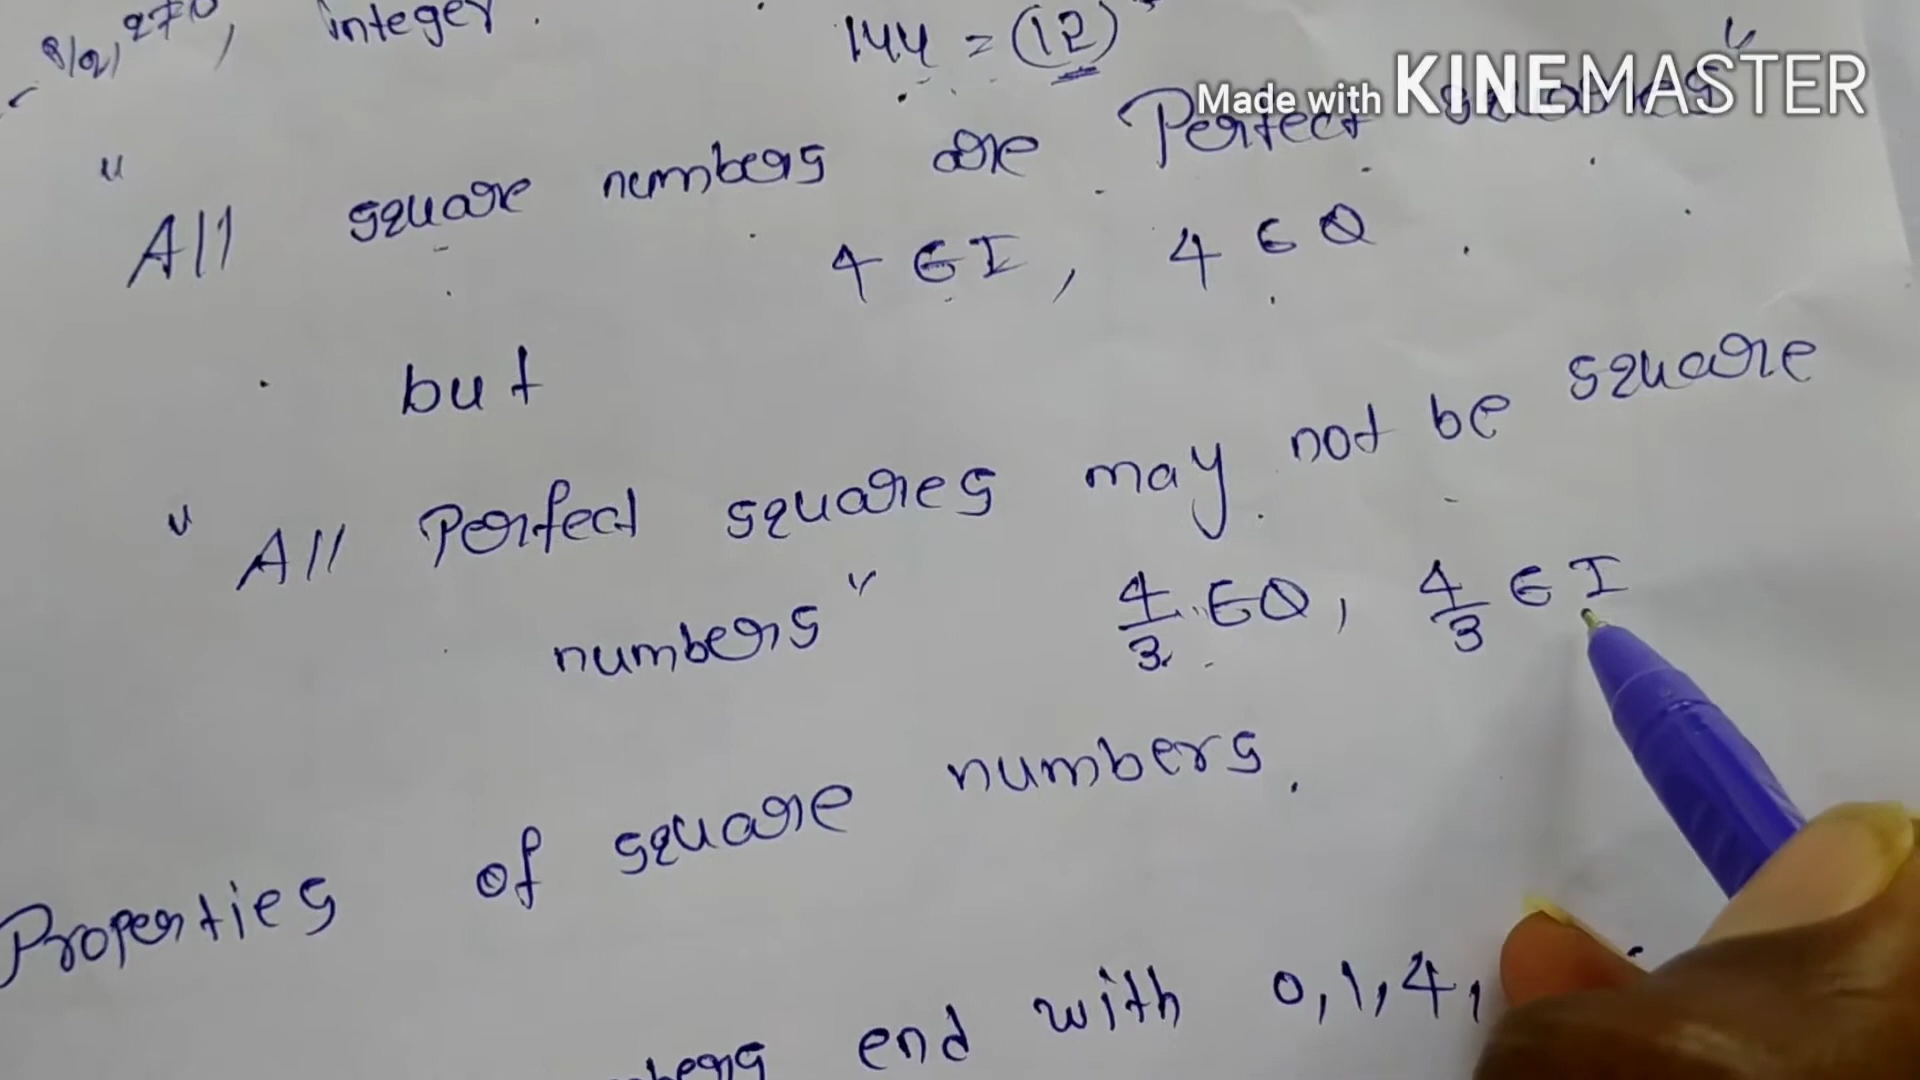 integer.
144 = (12)
Made with KINEMASTER
" All square numbers are Perfect squares "
4 ∈ I, 4 ∈ Q
but
" All Perfect squares may not be square
numbers "
4/3 ∈ Q, 4/3 ∈ I
Properties of square numbers.
end with 0, 1, 4,